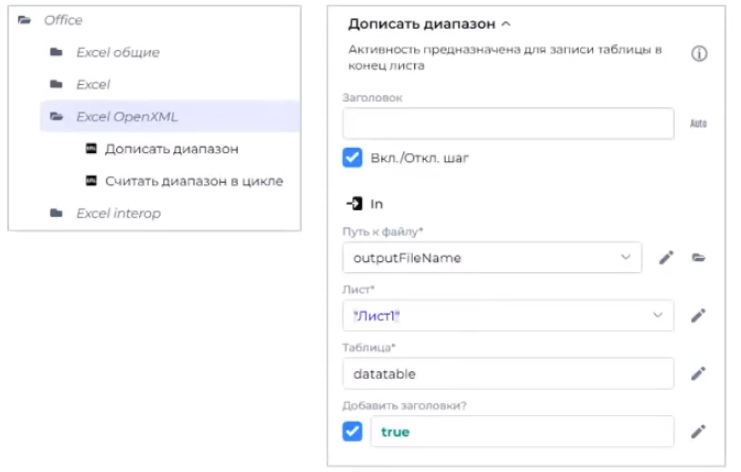 Office
Excel общие
Excel
Excel OpenXML
Дописать диапазон
Считать диапазон в цикле
Excel interop
Дописать диапазон
Активность предназначена для записи таблицы в
конец листа
Заголовок
Auto
Вкл./Откл. шаг
In
Путь к файлу*
outputFileName
Лист*
"Лист1"
Таблица*
datatable
Добавить заголовки?
true